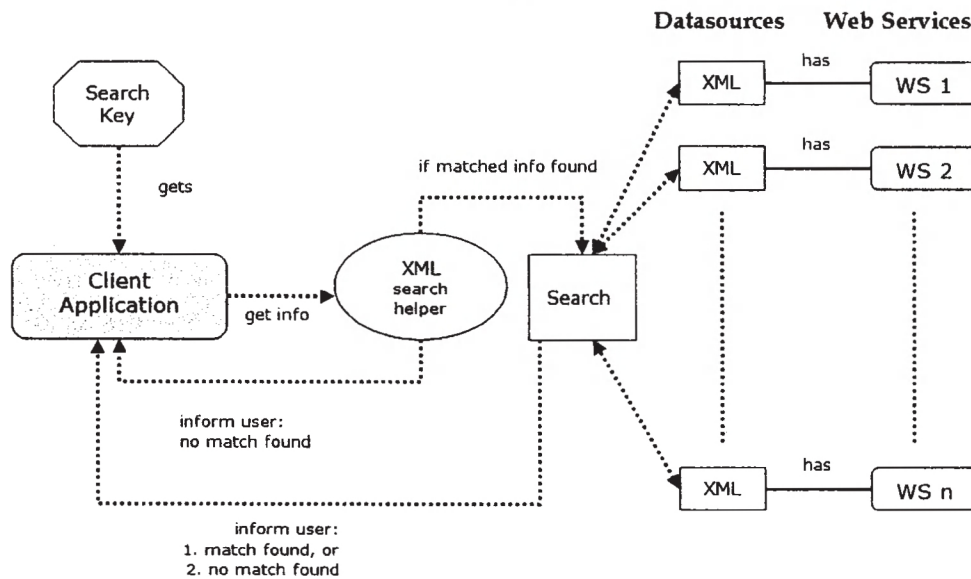 Datasources
Web Services
Search
Key
gets
Client
Application
get info
XML
search
helper
if matched info found
Search
XML
has
WS 1
XML
has
WS 2
XML
has
WS n
inform user:
no match found
inform user:
1. match found, or
2. no match found